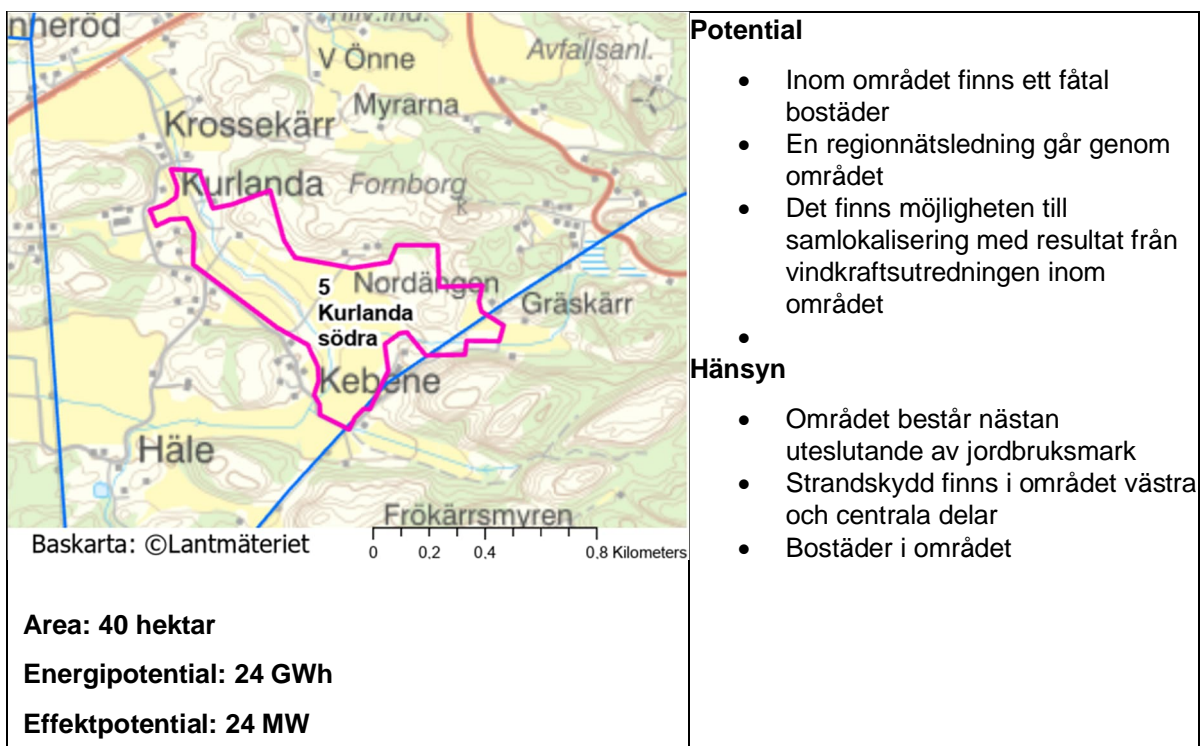 nneröd
V Önne
Avfallsanl.
Myrarna
Krossekärr
Kurlanda
Fornborg
K
5
Nordängen
Kurlanda
Gräskärr
södra
Kebene
Häle
Frökärrsmyren
Baskarta: ©Lantmäteriet
0 0,2 0,4 0,8 Kilometers
Area: 40 hektar
Energipotential: 24 GWh
Effektpotential: 24 MW
Potential
• Inom området finns ett fåtal
bostäder
• En regionnätsledning går genom
området
• Det finns möjligheten till
samlokalisering med resultat från
vindkraftsutredningen inom
området
•
Hänsyn
• Området består nästan
uteslutande av jordbruksmark
• Strandskydd finns i området västra
och centrala delar
• Bostäder i området